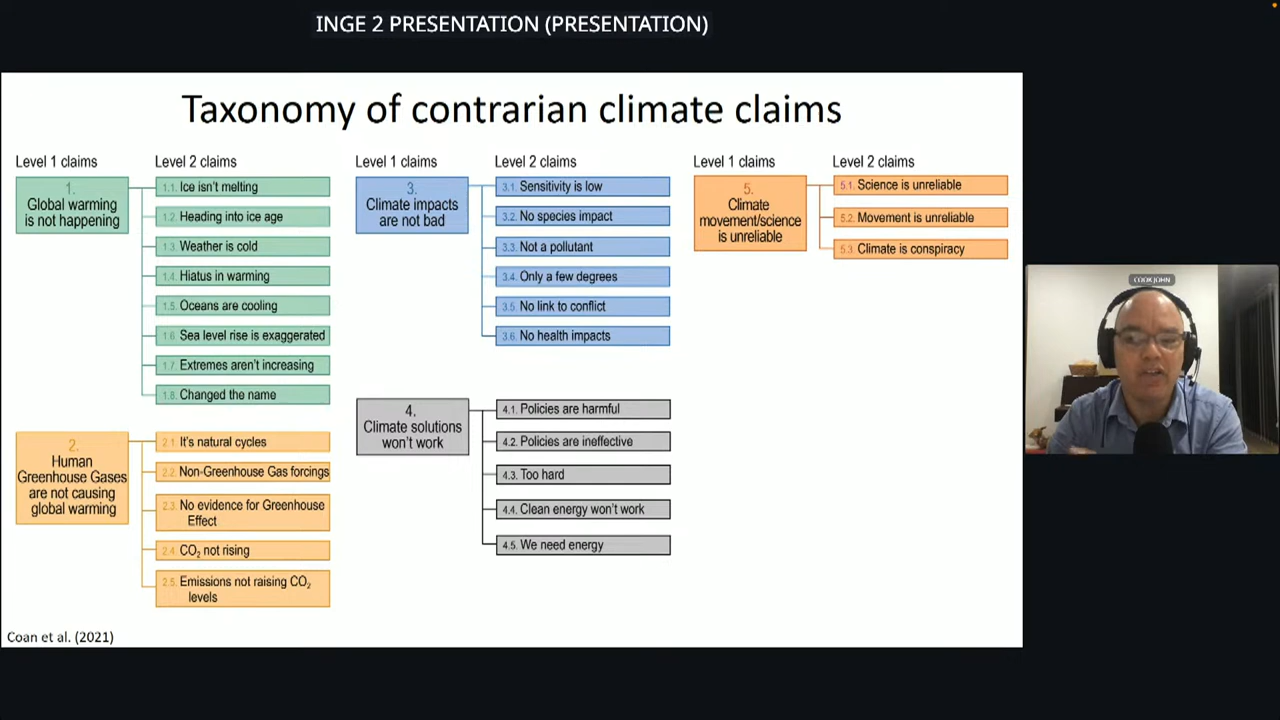 INGE 2 PRESENTATION (PRESENTATION)
Taxonomy of contrarian climate claims
Level 1 claims
Level 2 claims
1.
Global warming
is not happening
1.1. Ice isn't melting
1.2. Heading into ice age
1.3. Weather is cold
1.4. Hiatus in warming
1.5. Oceans are cooling
1.6. Sea level rise is exaggerated
1.7. Extremes aren't increasing
1.8. Changed the name
2.
Human
Greenhouse Gases
are not causing
global warming
2.1. It's natural cycles
2.2. Non-Greenhouse Gas forcings
2.3. No evidence for Greenhouse
Effect
2.4. CO₂ not rising
2.5. Emissions not raising CO₂
levels
Level 1 claims
Level 2 claims
3.
Climate impacts
are not bad
3.1. Sensitivity is low
3.2. No species impact
3.3. Not a pollutant
3.4. Only a few degrees
3.5. No link to conflict
3.6. No health impacts
4.
Climate solutions
won't work
4.1. Policies are harmful
4.2. Policies are ineffective
4.3. Too hard
4.4. Clean energy won't work
4.5. We need energy
Level 1 claims
Level 2 claims
5.
Climate
movement/science
is unreliable
5.1. Science is unreliable
5.2. Movement is unreliable
5.3. Climate is conspiracy
Coan et al. (2021)
COOK JOHN